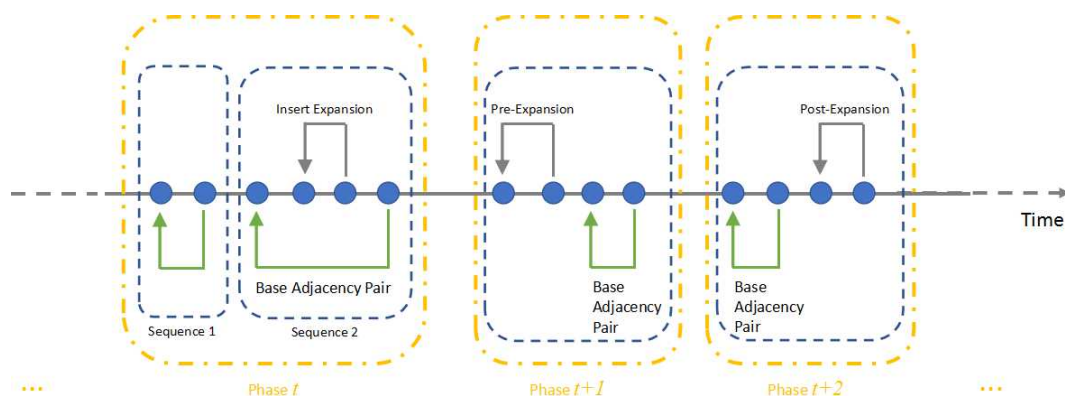 Insert Expansion
Pre-Expansion
Post-Expansion
Time
Base Adjacency Pair
Base
Adjacency
Pair
Base
Adjacency
Pair
Sequence 1
Sequence 2
... Phase t
Phase t+1
Phase t+2 ...